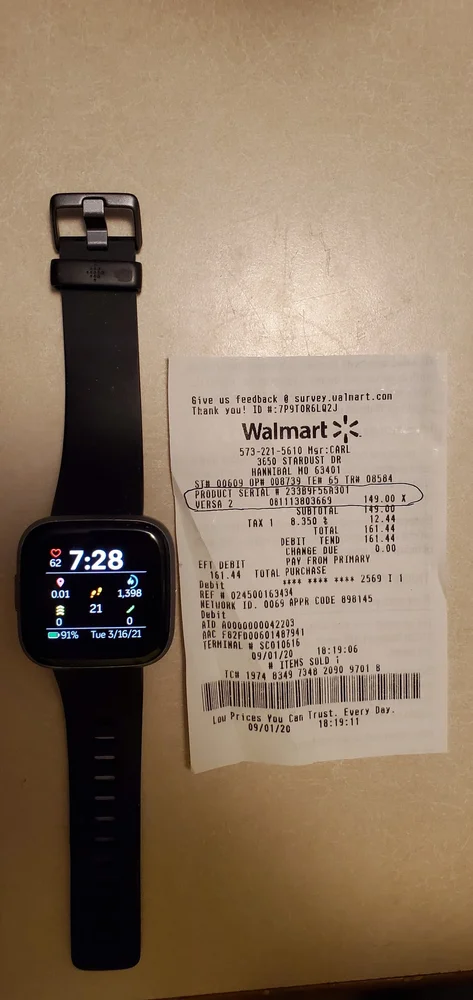 62 7:28
0.01 1,398
21
0 0
91% Tue 3/16/21
Give us feedback @ survey.walmart.com
Thank you! ID #:7P9T0R6LQ2J
Walmart
573-221-5610 Mgr:CARL
3650 STARDUST DR
HANNIBAL MO 63401
ST# 00609 OP# 008739 TE# 65 TR# 08584
PRODUCT SERIAL # 233B9F56A301
VERSA 2 081113803669 149.00 X
SUBTOTAL 149.00
TAX 1 8.350 % 12.44
TOTAL 161.44
DEBIT TEND 161.44
CHANGE DUE 0.00
EFT DEBIT PAY FROM PRIMARY
161.44 TOTAL PURCHASE
Debit **** **** **** 2569 I 1
REF # 024500163434
NETWORK ID. 0069 APPR CODE 898145
Debit
AID A0000000042203
AAC FB2FD00601487941
TERMINAL # SC010616
09/01/20 18:19:06
# ITEMS SOLD 1
TC# 1974 8349 7348 2090 9701 8
Low Prices You Can Trust. Every Day.
09/01/20 18:19:11